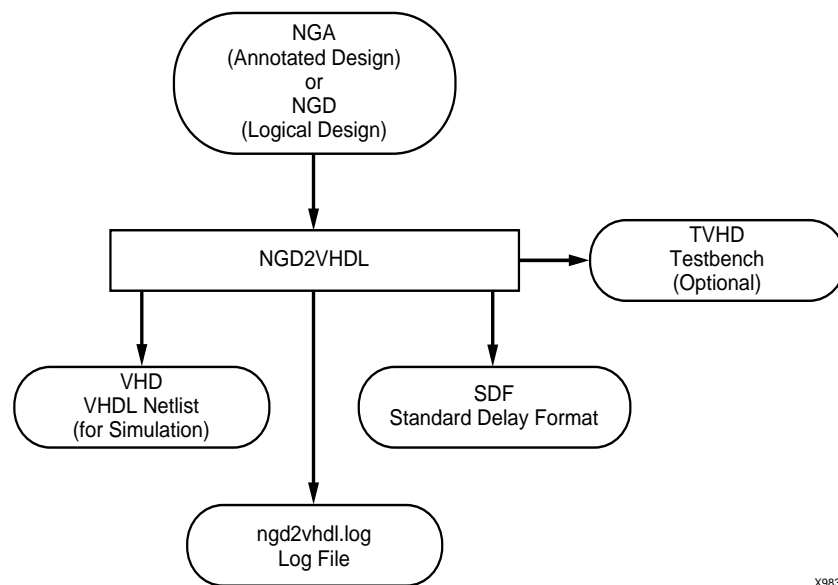 NGA
(Annotated Design)
or
NGD
(Logical Design)
NGD2VHDL
TVHD
Testbench
(Optional)
VHD
VHDL Netlist
(for Simulation)
SDF
Standard Delay Format
ngd2vhdl.log
Log File